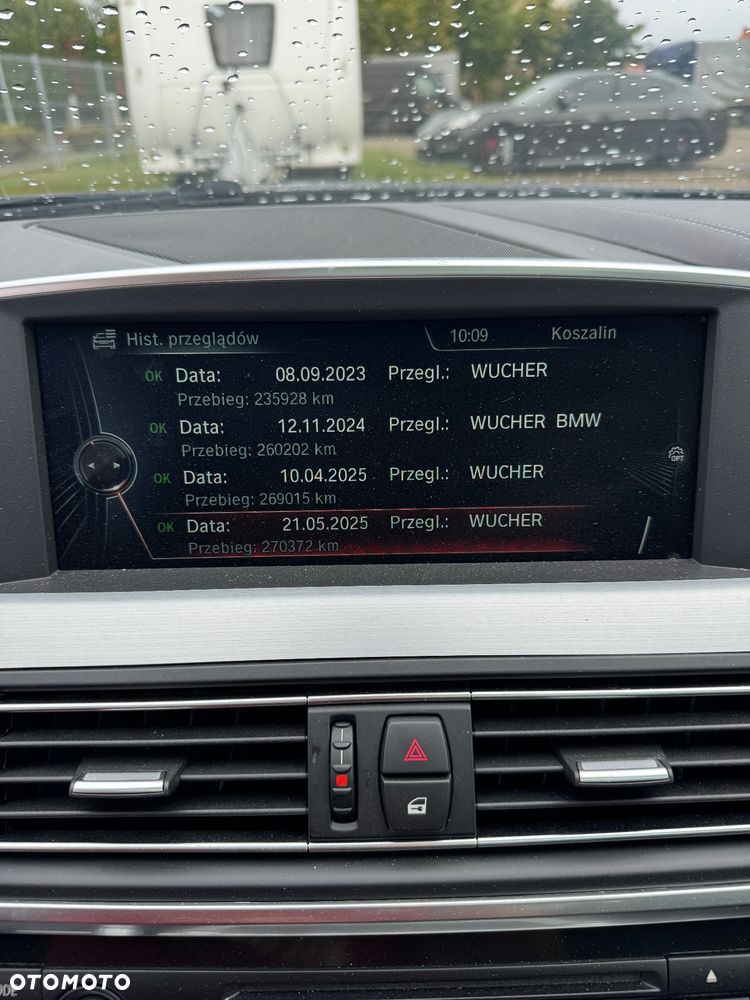 Hist. przeglądów 10:09 Koszalin
OK Data: 08.09.2023 Przegl.: WUCHER
Przebieg: 235928 km
OK Data: 12.11.2024 Przegl.: WUCHER BMW
Przebieg: 260202 km
OK Data: 10.04.2025 Przegl.: WUCHER
Przebieg: 269015 km
OK Data: 21.05.2025 Przegl.: WUCHER
Przebieg: 270372 km
OPT
OTOMOTO